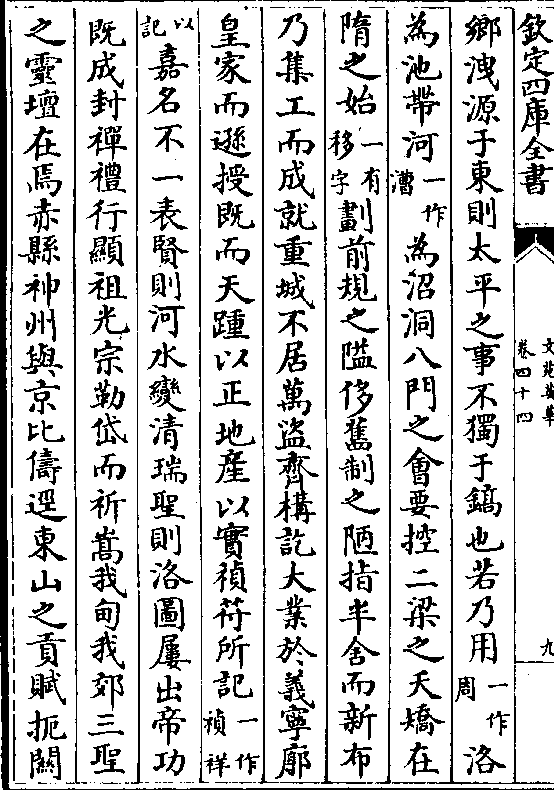 欽定四庫全書
文苑英華
卷四十四
九
鄉洩源于東則太平之事不獨于鎬也若乃用一作周洛
為池帶河一作漕為沼洞八門之會要控二梁之天矯在
隋之始一有移字劃前規之隘侈舊制之陋指半舍而新布
乃集工而成就重城不居萬盜齊構訖大業於義寧廓
皇家而遜授既而天踵以正地産以實禎符所記一作禎祥
以記嘉名不一表賢則河水變清瑞聖則洛圖屢出帝功
既成封禪禮行顯祖光宗勒岱而祈嵩我甸我郊三聖
之靈壇在焉赤縣神州與京比儔逕東山之貢賦扼關